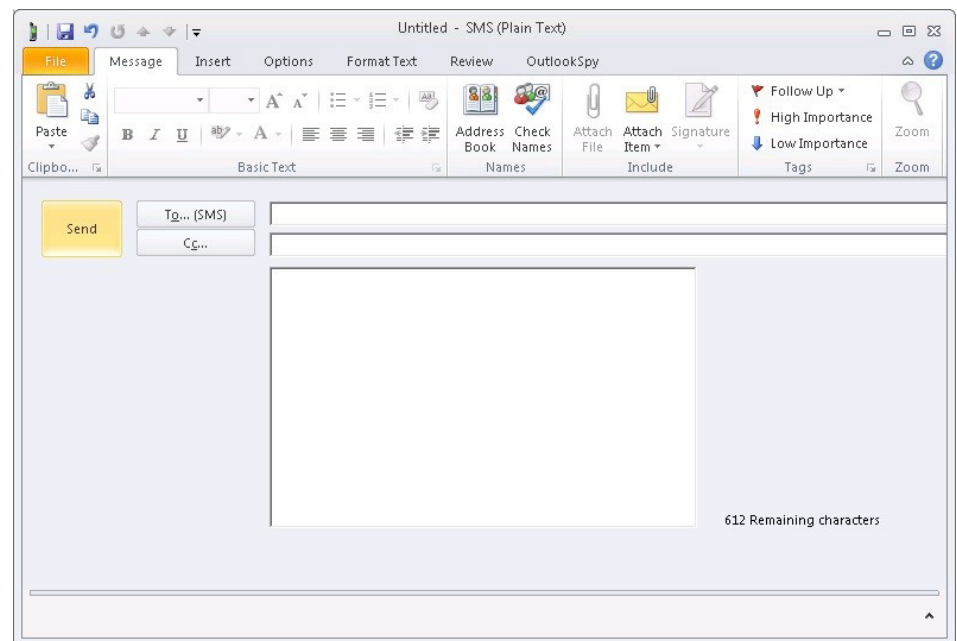 Untitled - SMS (Plain Text)
File Message Insert Options Format Text Review OutlookSpy
Paste
B I U ab A
A A
Address Book
Check Names
Attach File
Attach Item
Signature
Follow Up
High Importance
Low Importance
Zoom
Clipbo... Basic Text Names Include Tags Zoom
Send
To... (SMS)
Cc...
612 Remaining characters